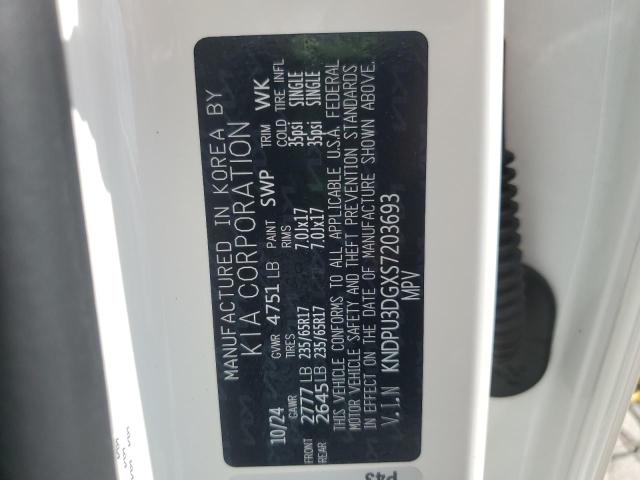 MANUFACTURED IN KOREA BY
KIA CORPORATION
10/24 GVWR 4751 LB PAINT SWP TRIM WK
GAWR TIRES RIMS COLD TIRE INFL
FRONT 2777 LB 235/65R17 7.0Jx17 35psi SINGLE
REAR 2645 LB 235/65R17 7.0Jx17 35psi SINGLE
THIS VEHICLE CONFORMS TO ALL APPLICABLE U.S.A. FEDERAL
MOTOR VEHICLE SAFETY AND THEFT PREVENTION STANDARDS
IN EFFECT ON THE DATE OF MANUFACTURE SHOWN ABOVE.
V.I.N KNDPU3DGXS7203693
MPV
P43